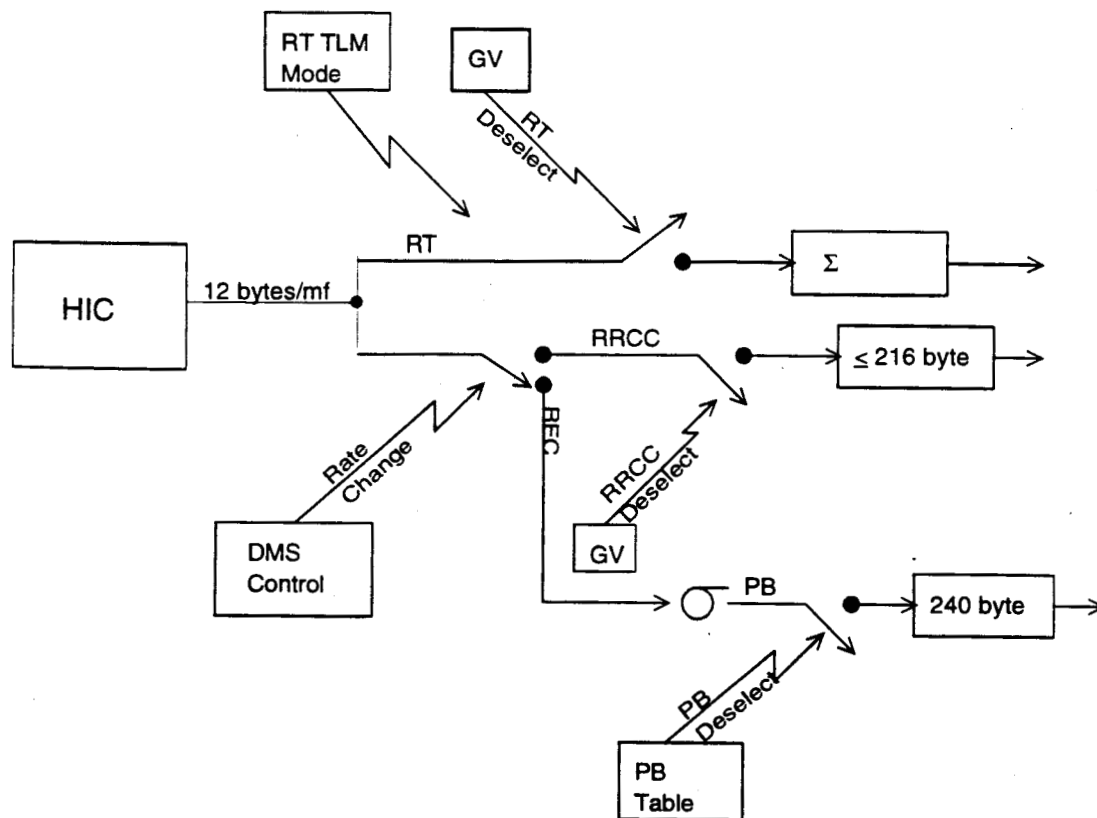 RT TLM
Mode
GV
RT
Deselect
RT
Σ
HIC
12 bytes/mf
RRCC
≤ 216 byte
REC
Rate
Change
RRCC
Deselect
DMS
Control
GV
PB
240 byte
PB
Deselect
PB
Table